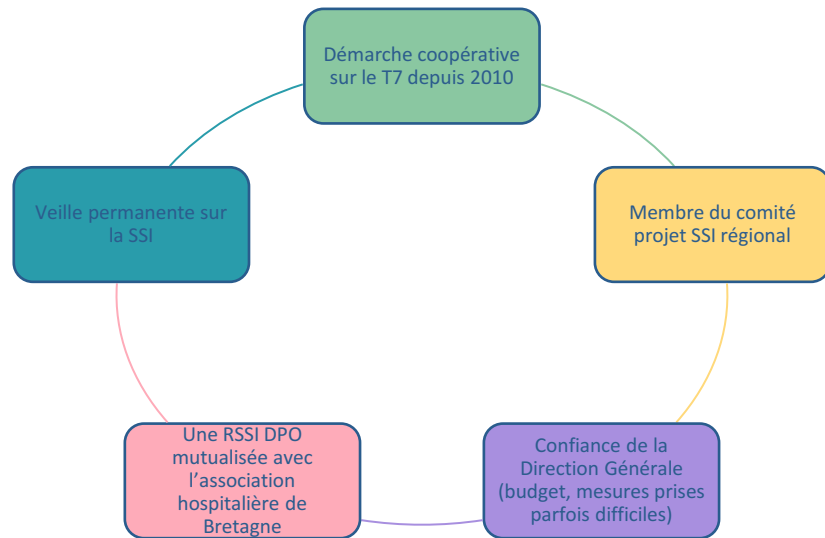 Démarche coopérative
sur le T7 depuis 2010
Veille permanente sur
la SSI
Membre du comité
projet SSI régional
Une RSSI DPO
mutualisée avec
l’association
hospitalière de
Bretagne
Confiance de la
Direction Générale
(budget, mesures prises
parfois difficiles)